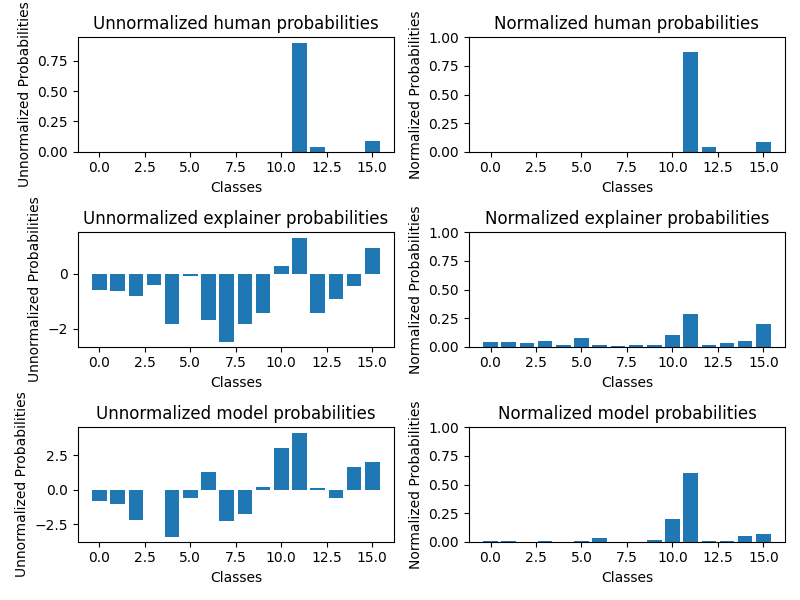 Unnormalized human probabilities
Unnormalized Probabilities
0.75
0.50
0.25
0.00
0.0 2.5 5.0 7.5 10.0 12.5 15.0
Classes
Normalized human probabilities
Normalized Probabilities
1.00
0.75
0.50
0.25
0.00
0.0 2.5 5.0 7.5 10.0 12.5 15.0
Classes
Unnormalized explainer probabilities
Unnormalized Probabilities
0
−2
0.0 2.5 5.0 7.5 10.0 12.5 15.0
Classes
Normalized explainer probabilities
Normalized Probabilities
1.00
0.75
0.50
0.25
0.00
0.0 2.5 5.0 7.5 10.0 12.5 15.0
Classes
Unnormalized model probabilities
Unnormalized Probabilities
2.5
0.0
−2.5
0.0 2.5 5.0 7.5 10.0 12.5 15.0
Classes
Normalized model probabilities
Normalized Probabilities
1.00
0.75
0.50
0.25
0.00
0.0 2.5 5.0 7.5 10.0 12.5 15.0
Classes